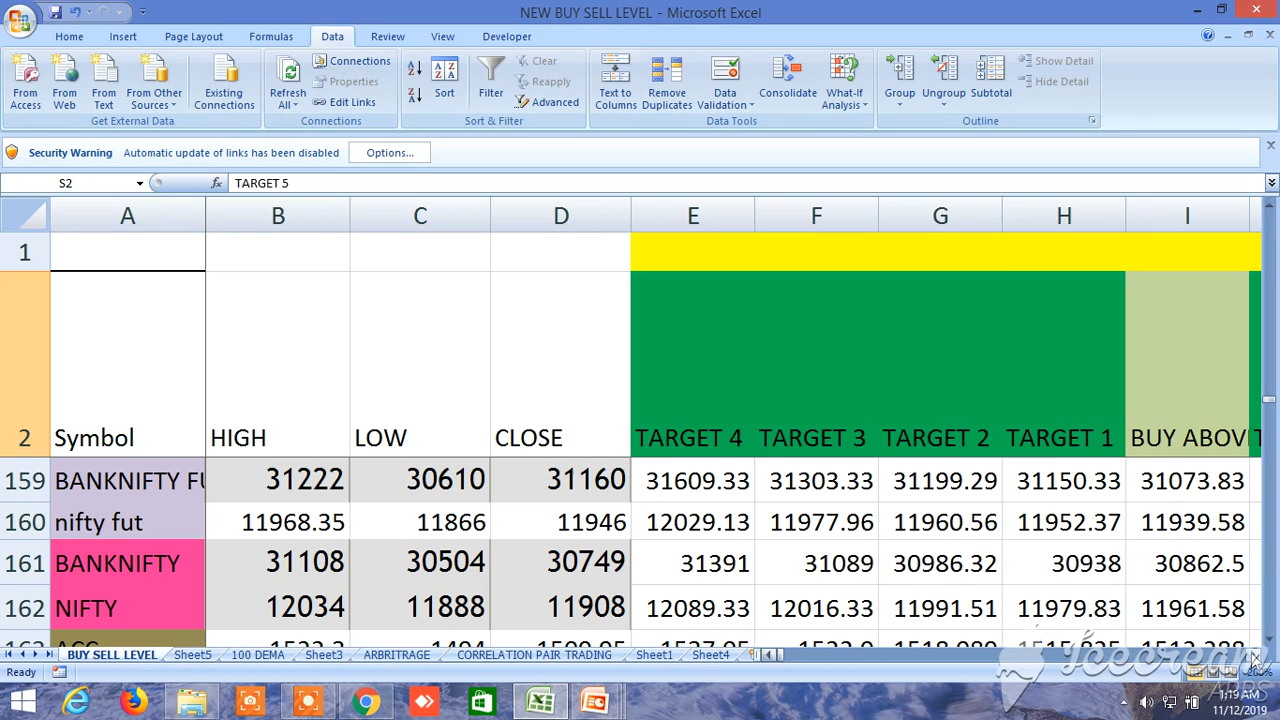 NEW BUY SELL LEVEL - Microsoft Excel
Home Insert Page Layout Formulas Data Review View Developer
From Access
From Web
From Text
From Other Sources
Existing Connections
Get External Data
Refresh All
Connections
Properties
Edit Links
Connections
Sort
Filter
Clear
Reapply
Advanced
Sort & Filter
Text to Columns
Remove Duplicates
Data Validation
Consolidate
What-If Analysis
Data Tools
Group
Ungroup
Subtotal
Show Detail
Hide Detail
Outline
Security Warning Automatic update of links has been disabled Options...
S2 fx TARGET 5
A B C D E F G H I
1
2 Symbol HIGH LOW CLOSE TARGET 4 TARGET 3 TARGET 2 TARGET 1 BUY ABOV T
159 BANKNIFTY FU 31222 30610 31160 31609.33 31303.33 31199.29 31150.33 31073.83
160 nifty fut 11968.35 11866 11946 12029.13 11977.96 11960.56 11952.37 11939.58
161 BANKNIFTY 31108 30504 30749 31391 31089 30986.32 30938 30862.5
162 NIFTY 12034 11888 11908 12089.33 12016.33 11991.51 11979.83 11961.58
BUY SELL LEVEL Sheet5 100 DEMA Sheet3 ARBRITRAGE CORRELATION PAIR TRADING Sheet1 Sheet4
Ready
Icecream
APPS
1:19 AM
11/12/2019